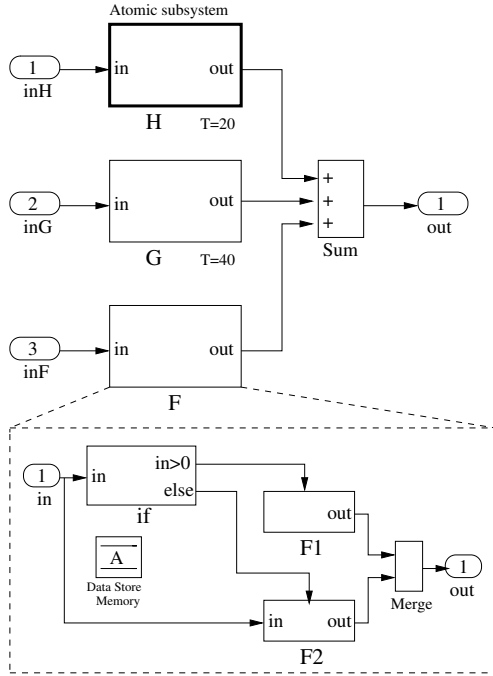 Atomic subsystem
1
in out
inH
H T=20
+
2
in out
+
1
inG
+
out
G T=40
Sum
3
in out
inF
F
1
in
in>0
in
else
if
out
F1
A
Data Store
Memory
1
out
Merge
in out
F2